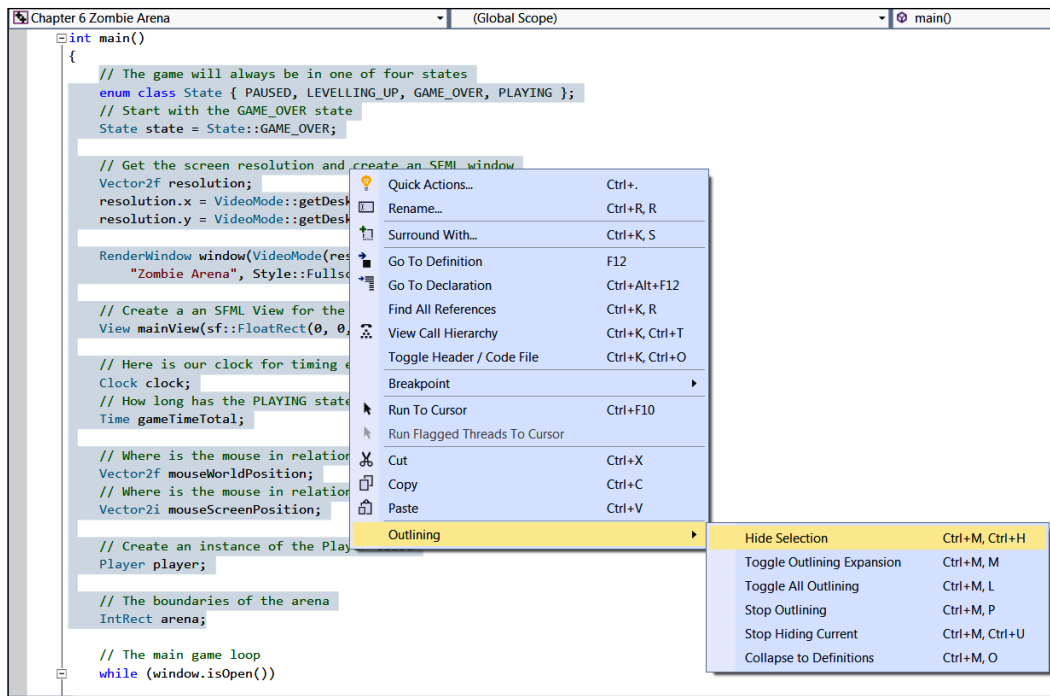 Chapter 6 Zombie Arena (Global Scope) main()
int main()
{
// The game will always be in one of four states
enum class State { PAUSED, LEVELLING_UP, GAME_OVER, PLAYING };
// Start with the GAME_OVER state
State state = State::GAME_OVER;
// Get the screen resolution and create an SFML window
Vector2f resolution;
resolution.x = VideoMode::getDesk
resolution.y = VideoMode::getDesk
RenderWindow window(VideoMode(res
"Zombie Arena", Style::Fullsc
// Create a an SFML View for the
View mainView(sf::FloatRect(0, 0,
// Here is our clock for timing e
Clock clock;
// How long has the PLAYING state
Time gameTimeTotal;
// Where is the mouse in relation
Vector2f mouseWorldPosition;
// Where is the mouse in relation
Vector2i mouseScreenPosition;
// Create an instance of the Play
Player player;
// The boundaries of the arena
IntRect arena;
// The main game loop
while (window.isOpen())
Quick Actions... Ctrl+.
Rename... Ctrl+R, R
Surround With... Ctrl+K, S
Go To Definition F12
Go To Declaration Ctrl+Alt+F12
Find All References Ctrl+K, R
View Call Hierarchy Ctrl+K, Ctrl+T
Toggle Header / Code File Ctrl+K, Ctrl+O
Breakpoint
Run To Cursor Ctrl+F10
Run Flagged Threads To Cursor
Cut Ctrl+X
Copy Ctrl+C
Paste Ctrl+V
Outlining
Hide Selection Ctrl+M, Ctrl+H
Toggle Outlining Expansion Ctrl+M, M
Toggle All Outlining Ctrl+M, L
Stop Outlining Ctrl+M, P
Stop Hiding Current Ctrl+M, Ctrl+U
Collapse to Definitions Ctrl+M, O